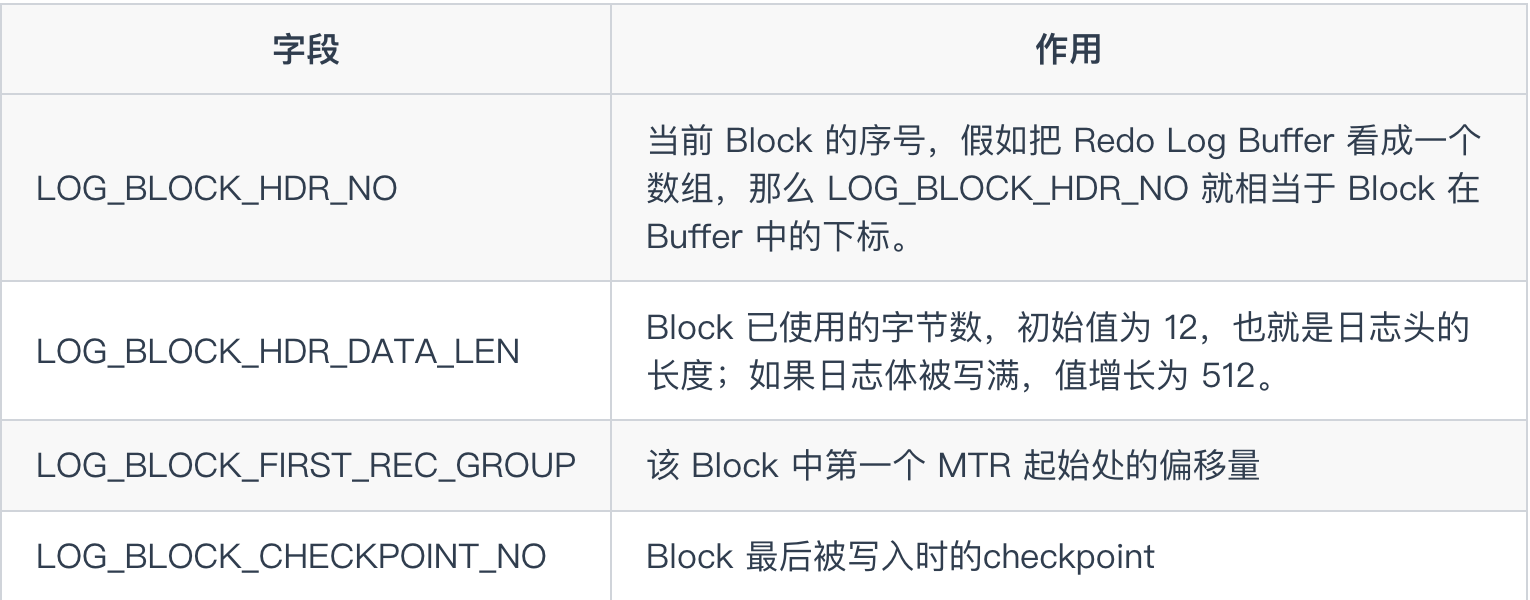 字段
作用
LOG_BLOCK_HDR_NO
当前 Block 的序号，假如把 Redo Log Buffer 看成一个
数组，那么 LOG_BLOCK_HDR_NO 就相当于 Block 在
Buffer 中的下标。
LOG_BLOCK_HDR_DATA_LEN
Block 已使用的字节数，初始值为 12，也就是日志头的
长度；如果日志体被写满，值增长为 512。
LOG_BLOCK_FIRST_REC_GROUP
该 Block 中第一个 MTR 起始处的偏移量
LOG_BLOCK_CHECKPOINT_NO
Block 最后被写入时的checkpoint